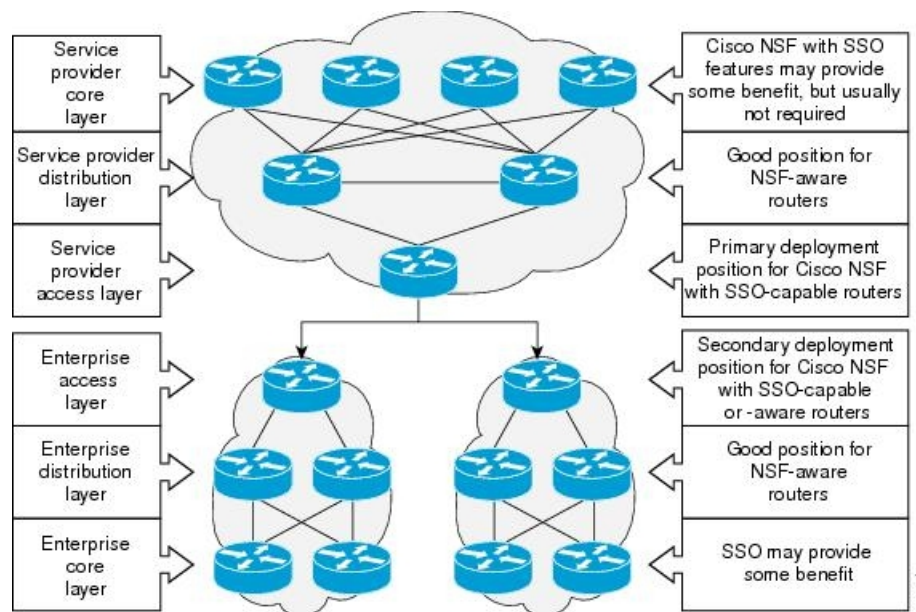 Service
provider
core
layer
Cisco NSF with SSO
features may provide
some benefit, but usually
not required
Service provider
distribution
layer
Good position for
NSF-aware
routers
Service
provider
access layer
Primary deployment
position for Cisco NSF
with SSO-capable routers
Enterprise
access
layer
Secondary deployment
position for Cisco NSF
with SSO-capable
or -aware routers
Enterprise
distribution
layer
Good position for
NSF-aware
routers
Enterprise
core
layer
SSO may provide
some benefit